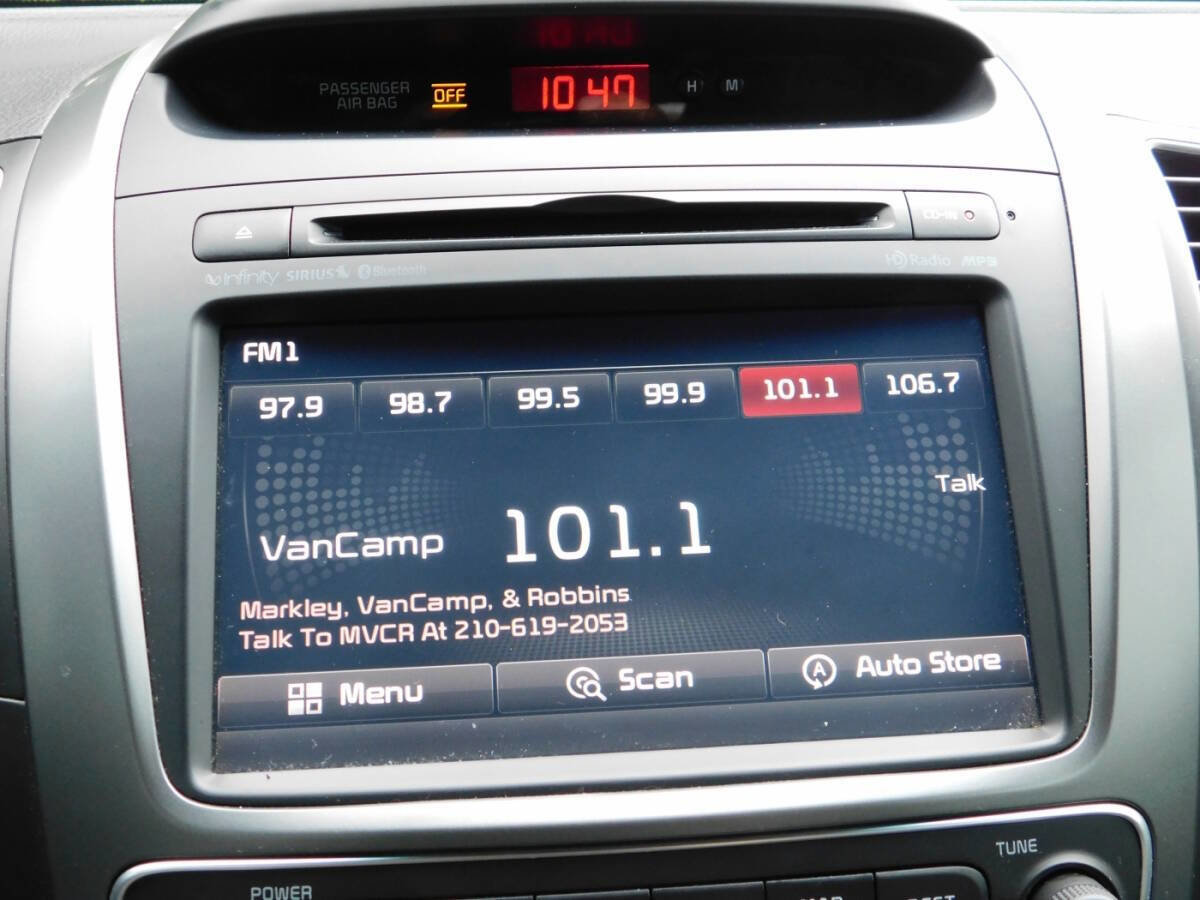 PASSENGER
AIR BAG
OFF
10 47
H
M
CD-IN
Infinity SIRIUS Bluetooth
HD Radio MP3
FM1
97.9
98.7
99.5
99.9
101.1
106.7
Talk
VanCamp
101.1
Markley, VanCamp, & Robbins
Talk To MVCR At 210-619-2053
Menu
Scan
A
Auto Store
TUNE
POWER